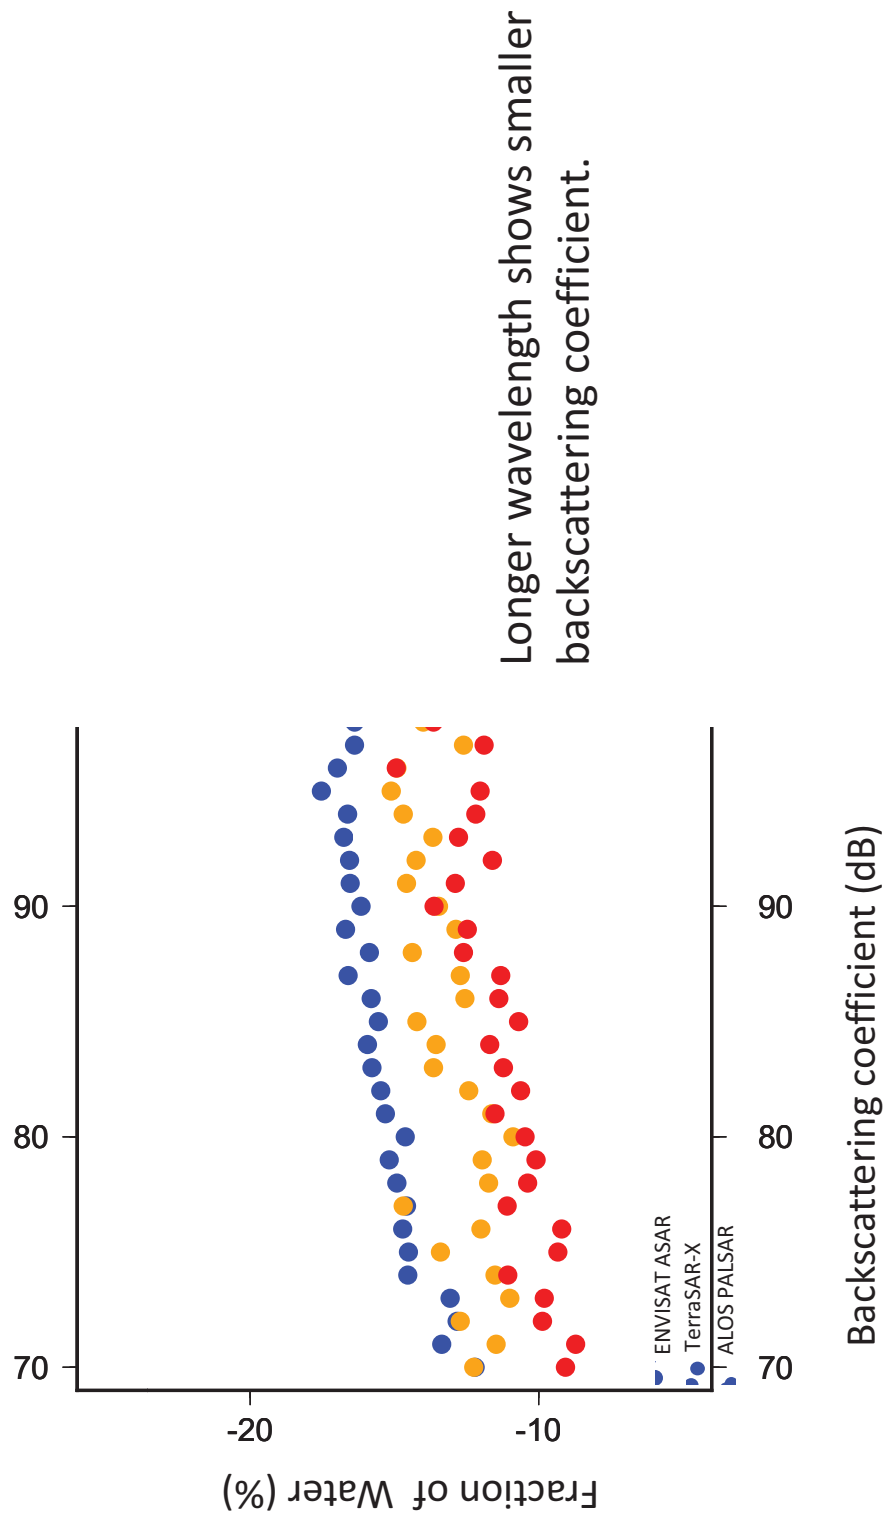 Longer wavelength shows smaller
backscattering coefficient.
90
80
70
-20
-10
90
80
70
ENVISAT ASAR
TerraSAR-X
ALOS PALSAR
Backscattering coefficient (dB)
Fraction of Water (%)